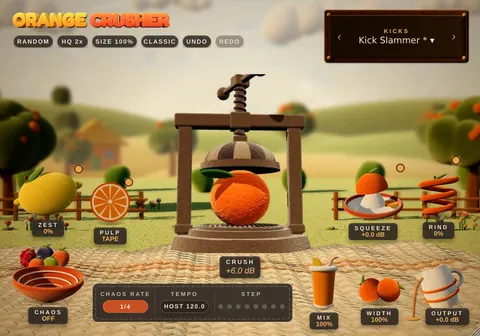 ORANGE CRUSHER
RANDOM
HQ 2x
SIZE 100%
CLASSIC
UNDO
REDO
KICKS
Kick Slammer *
ZEST
0%
PULP
TAPE
SQUEEZE
+0.0 dB
RIND
0%
CRUSH
+6.0 dB
CHAOS
OFF
CHAOS RATE
1/4
TEMPO
HOST 120.0
STEP
MIX
100%
WIDTH
100%
OUTPUT
+0.0 dB